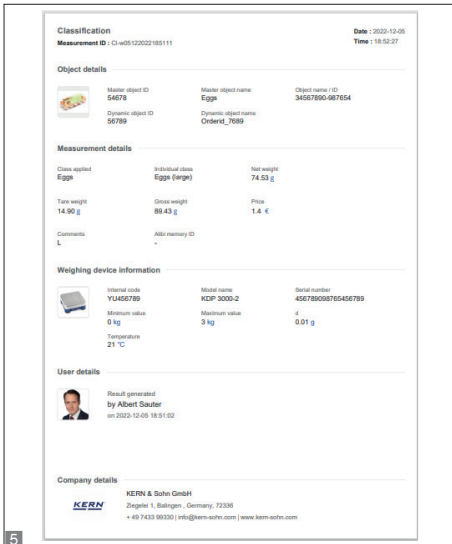 Classification
Date : 2022-12-05
Measurement ID : CI-w05122022185111
Time : 18:52:27
Object details
Master object ID Master object name Object name / ID
54678 Eggs 34567890-987654
Dynamic object ID Dynamic object name
56789 Orderid_7689
Measurement details
Class applied Individual class Net weight
Eggs Eggs (large) 74.53 g
Tare weight Gross weight Price
14.90 g 89.43 g 1.4 €
Comments Alibi memory ID
L -
Weighing device information
Internal code Model name Serial number
YU456789 KDP 3000-2 456789098765456789
Minimum value Maximum value d
0 kg 3 kg 0.01 g
Temperature
21 °C
User details
Result generated
by Albert Sauter
on 2022-12-05 18:51:02
Company details
KERN
KERN & Sohn GmbH
Ziegelei 1, Balingen , Germany, 72336
+ 49 7433 99330 | info@kern-sohn.com | www.kern-sohn.com
5